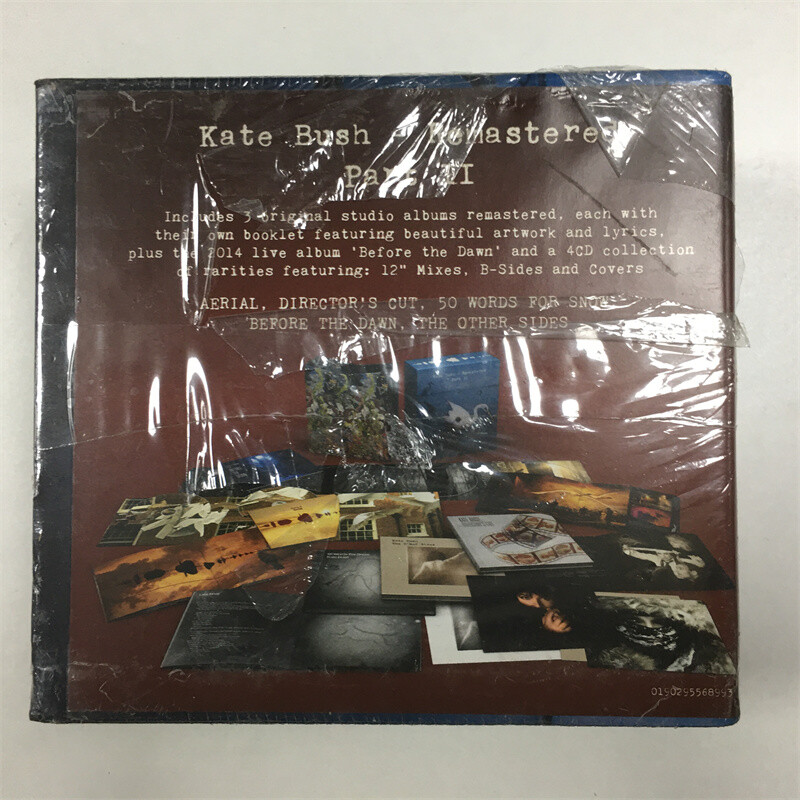 Kate Bush - Remastere
Part II
Includes 3 original studio albums remastered, each with
their own booklet featuring beautiful artwork and lyrics,
plus the 2014 live album 'Before the Dawn' and a 4CD collection
of rarities featuring: 12" Mixes, B-Sides and Covers
AERIAL, DIRECTOR'S CUT, 50 WORDS FOR SNOW
BEFORE THE DAWN, THE OTHER SIDES
0190295568993